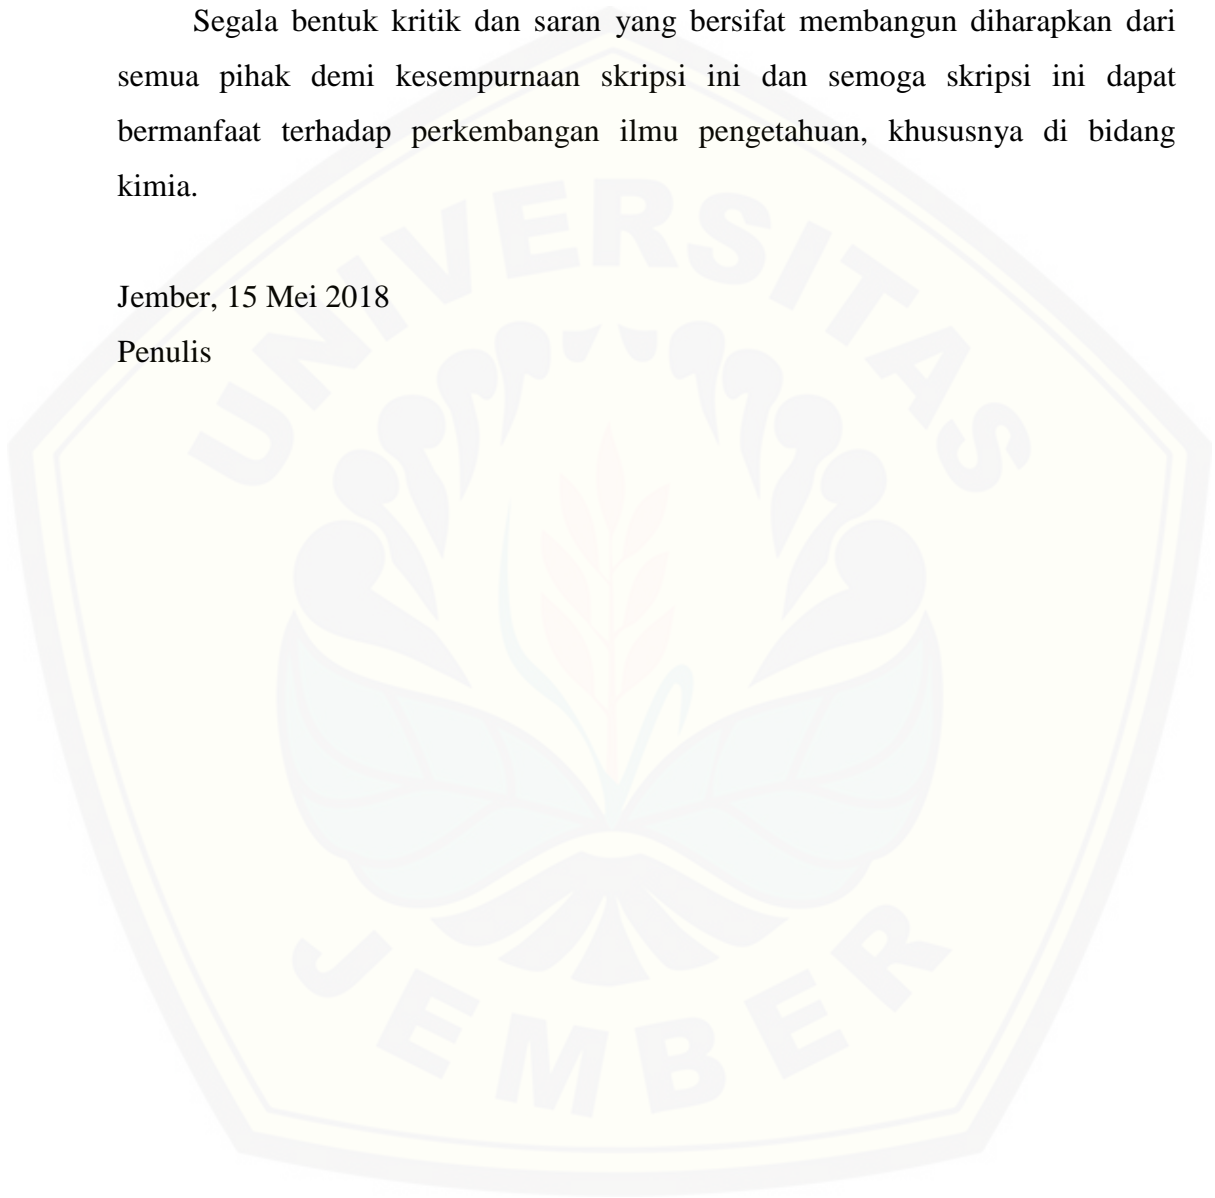 Segala bentuk kritik dan saran yang bersifat membangun diharapkan dari
semua pihak demi kesempurnaan skripsi ini dan semoga skripsi ini dapat
bermanfaat terhadap perkembangan ilmu pengetahuan, khususnya di bidang
kimia.
Jember, 15 Mei 2018
Penulis
UNIVERSITAS
JEMBER